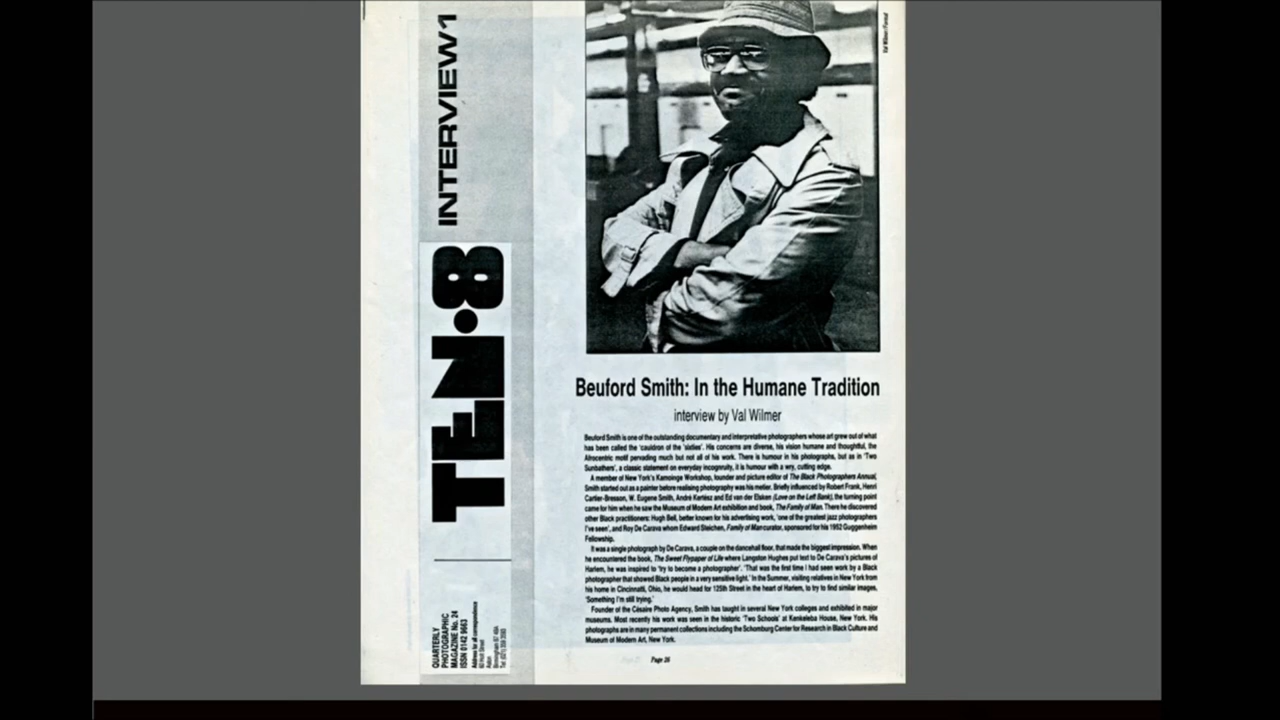 INTERVIEW 1
TEN•8
QUARTERLY
PHOTOGRAPHIC
MAGAZINE No. 24
ISSN 0142 9663
Address for all correspondence
Birmingham
Val Wilmer/Format
Beuford Smith: In the Humane Tradition
interview by Val Wilmer
Beuford Smith is one of the outstanding documentary and interpretative photographers whose art grew out of what
has been called the 'cauldron of the 'sixties'. His concerns are diverse, his vision humane and thoughtful, the
Afrocentric motif pervading much but not all of his work. There is humour in his photographs, but as in 'Two
Sunbathers', a classic statement on everyday incongruity, it is humour with a wry, cutting edge.
A member of New York's Kamoinge Workshop, founder and picture editor of The Black Photographers Annual,
Smith started out as a painter before realising photography was his metier. Briefly influenced by Robert Frank, Henri
Cartier-Bresson, W. Eugene Smith, André Kertész and Ed van der Elsken (Love on the Left Bank), the turning point
came for him when he saw the Museum of Modern Art exhibition and book, The Family of Man. There he discovered
other Black practitioners: Hugh Bell, better known for his advertising work, 'one of the greatest jazz photographers
I've seen', and Roy De Carava whom Edward Steichen, Family of Man curator, sponsored for his 1952 Guggenheim
Fellowship.
It was a single photograph by De Carava, a couple on the dancehall floor, that made the biggest impression. When
he encountered the book, The Sweet Flypaper of Life where Langston Hughes put text to De Carava's pictures of
Harlem, he was inspired to 'try to become a photographer'. 'That was the first time I had seen work by a Black
photographer that showed Black people in a very sensitive light.' In the Summer, visiting relatives in New York from
his home in Cincinnatti, Ohio, he would head for 125th Street in the heart of Harlem, to try to find similar images,
'Something I'm still trying.'
Founder of the Césaire Photo Agency, Smith has taught in several New York colleges and exhibited in major
museums. Most recently his work was seen in the historic 'Two Schools' at Kenkeleba House, New York. His
photographs are in many permanent collections including the Schomburg Center for Research in Black Culture and
Museum of Modern Art, New York.
Page 26